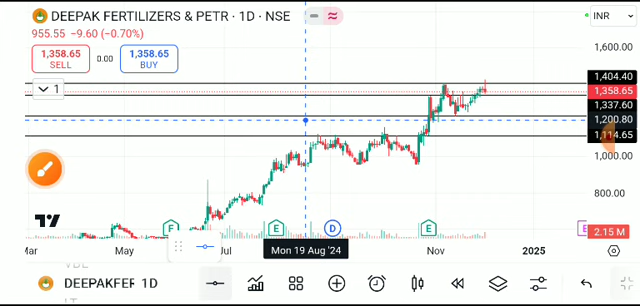 DEEPAK FERTILIZERS & PETR · 1D · NSE
INR
955.55 −9.60 (−0.70%)
1,358.65
SELL
0.00
1,358.65
BUY
1
1,600.00
1,404.40
1,358.65
1,337.60
1,200.80
1,114.65
1,000.00
800.00
2.15 M
F
E
D
E
E
Mar
May
Jul
Mon 19 Aug '24
Nov
2025
DEEPAKFER 1D